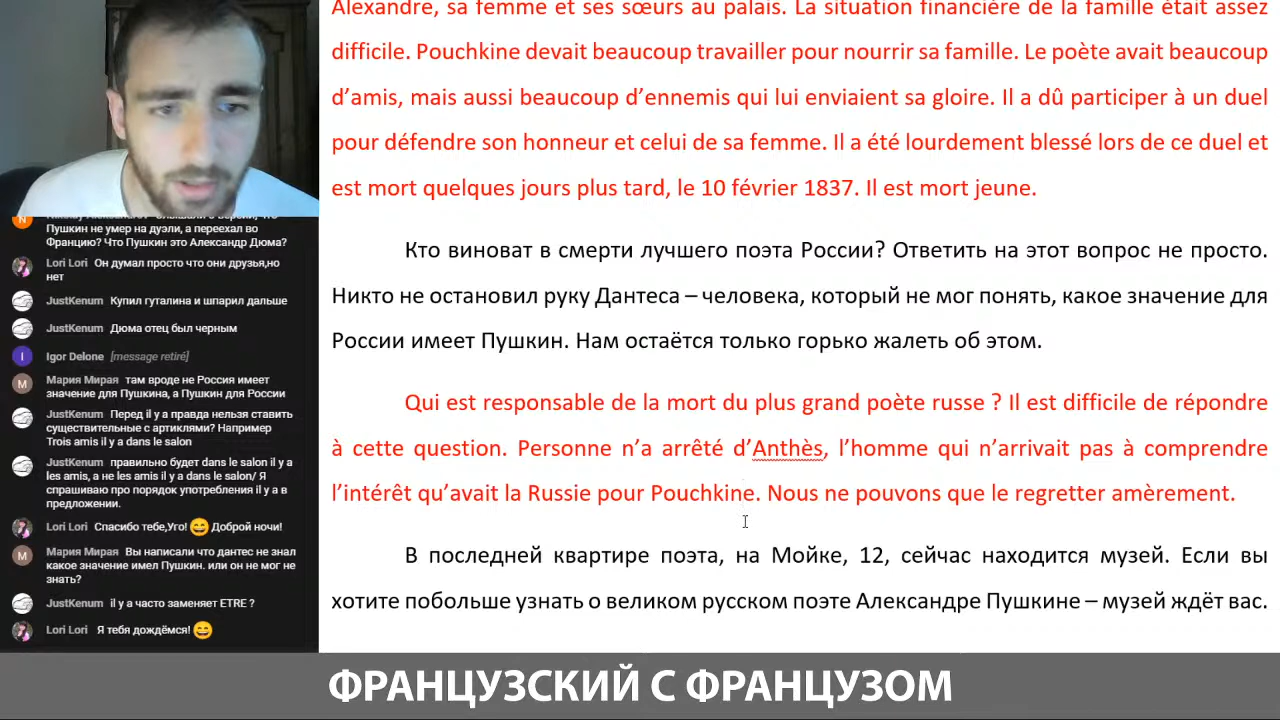 Пушкин не умер на дуэли, а переехал во
Францию? Что Пушкин это Александр Дюма?
Lori Lori Он думал просто что они друзья,но
нет
JustKenum Купил гуталина и шпарил дальше
JustKenum Дюма отец был черным
Igor Delone [message retiré]
Мария Мирая там вроде не Россия имеет
значение для Пушкина, а Пушкин для России
JustKenum Перед il y a правда нельзя ставить
существительные с артиклями? Например
Trois amis il y a dans le salon
JustKenum правильно будет dans le salon il y a
les amis, а не les amis il y a dans le salon/ Я
спрашиваю про порядок употребления il y a в
предложении.
Lori Lori Спасибо тебе,Уго! 😄 Доброй ночи!
Мария Мирая Вы написали что дантес не знал
какое значение имел Пушкин. или он не мог не
знать?
JustKenum il y a часто заменяет ETRE ?
Lori Lori Я тебя дождёмся! 😄
Alexandre, sa femme et ses sœurs au palais. La situation financière de la famille était assez
difficile. Pouchkine devait beaucoup travailler pour nourrir sa famille. Le poète avait beaucoup
d’amis, mais aussi beaucoup d’ennemis qui lui enviaient sa gloire. Il a dû participer à un duel
pour défendre son honneur et celui de sa femme. Il a été lourdement blessé lors de ce duel et
est mort quelques jours plus tard, le 10 février 1837. Il est mort jeune.
Кто виноват в смерти лучшего поэта России? Ответить на этот вопрос не просто.
Никто не остановил руку Дантеса – человека, который не мог понять, какое значение для
России имеет Пушкин. Нам остаётся только горько жалеть об этом.
Qui est responsable de la mort du plus grand poète russe ? Il est difficile de répondre
à cette question. Personne n’a arrêté d’Anthès, l’homme qui n’arrivait pas à comprendre
l’intérêt qu’avait la Russie pour Pouchkine. Nous ne pouvons que le regretter amèrement.
В последней квартире поэта, на Мойке, 12, сейчас находится музей. Если вы
хотите побольше узнать о великом русском поэте Александре Пушкине – музей ждёт вас.
ФРАНЦУЗСКИЙ С ФРАНЦУЗОМ